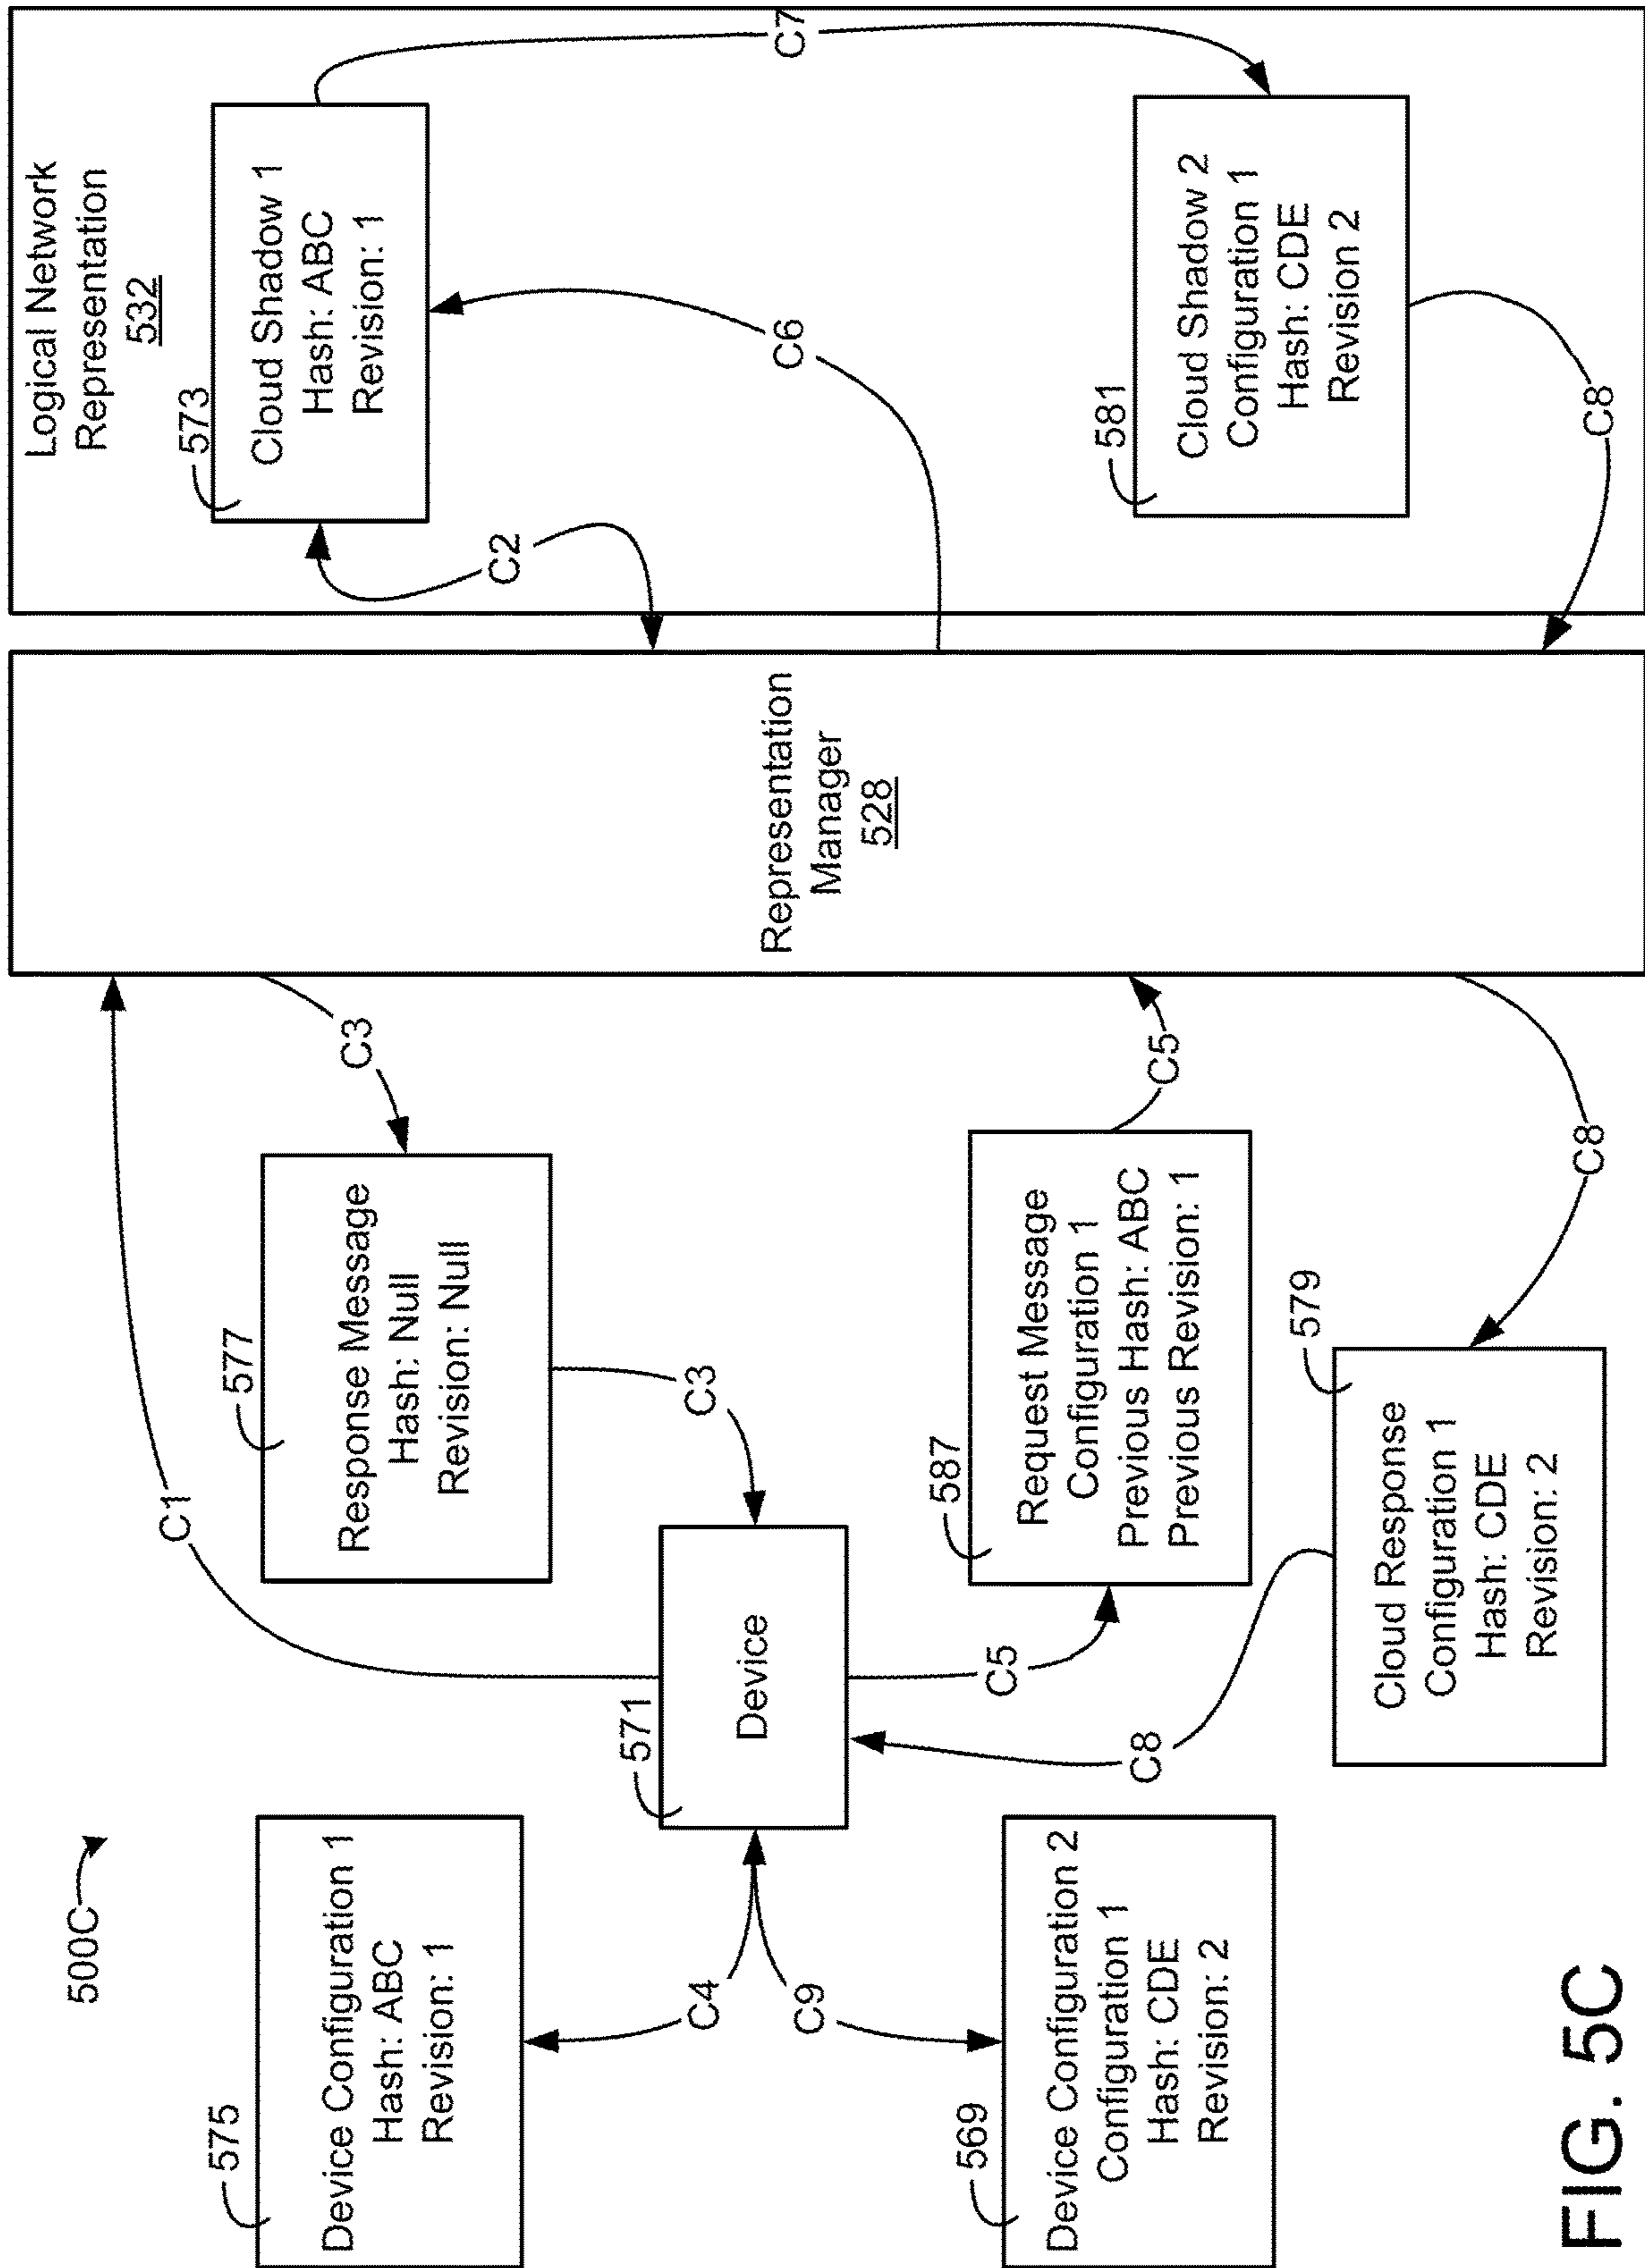 500C
575
Device Configuration 1
Hash: ABC
Revision: 1
C4
C9
569
Device Configuration 2
Configuration 1
Hash: CDE
Revision: 2
571
Device
C1
577
Response Message
Hash: Null
Revision: Null
C3
C3
C5
587
Request Message
Configuration 1
Previous Hash: ABC
Previous Revision: 1
C5
C8
579
Cloud Response
Configuration 1
Hash: CDE
Revision: 2
C8
Representation
Manager
528
Logical Network
Representation
532
573
Cloud Shadow 1
Hash: ABC
Revision: 1
C2
C6
C7
581
Cloud Shadow 2
Configuration 1
Hash: CDE
Revision 2
C8
FIG. 5C